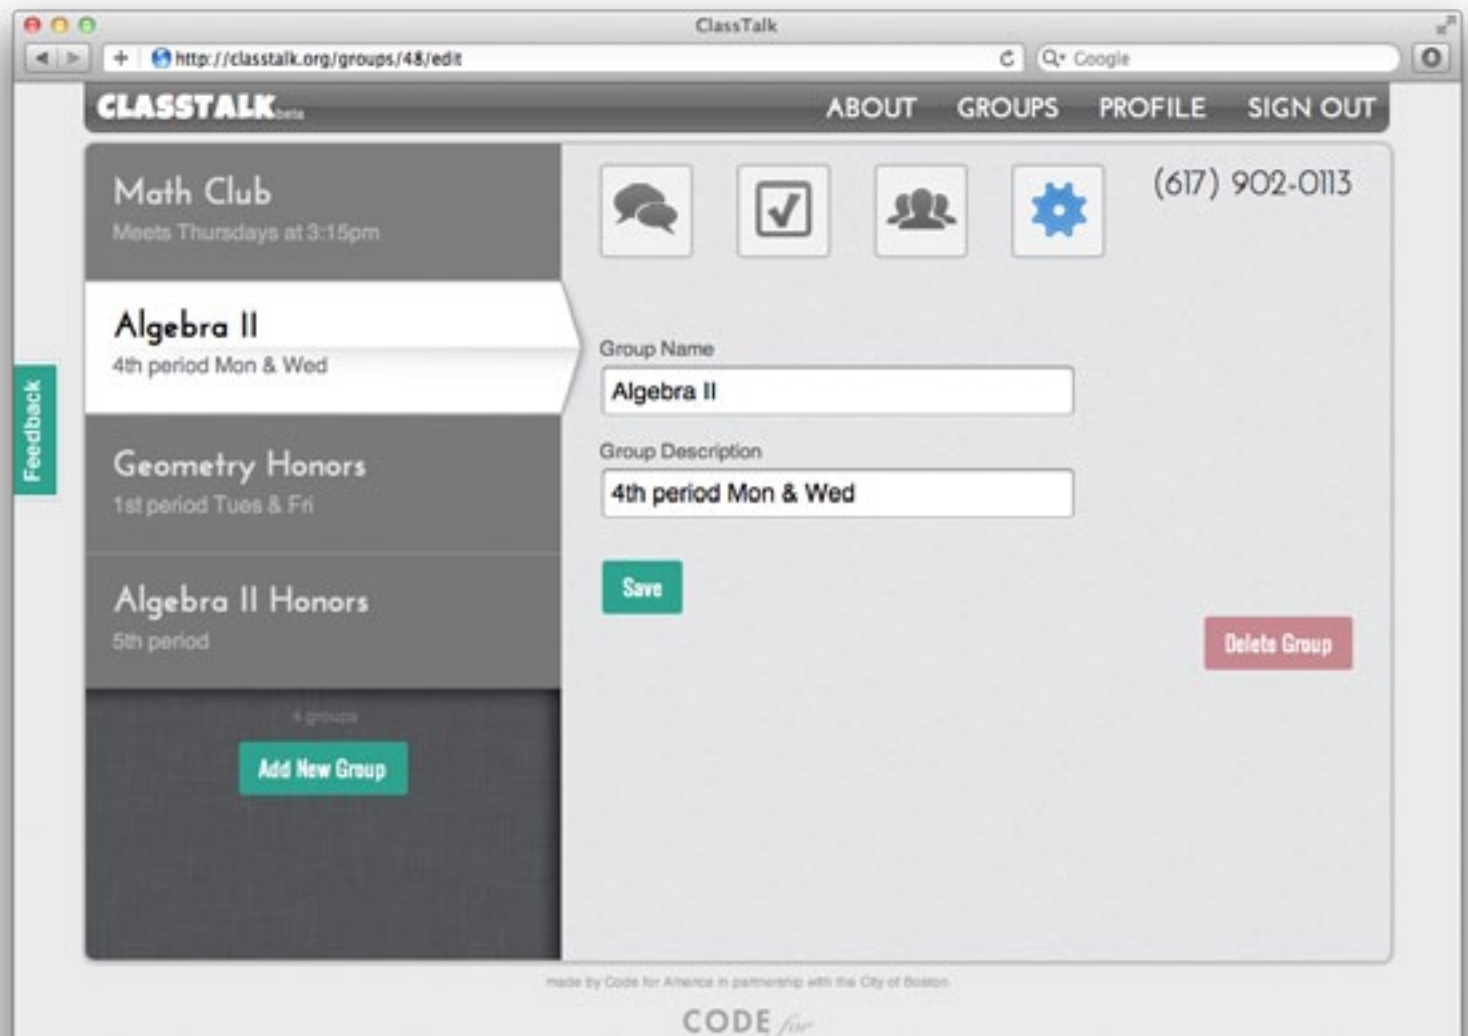 ClassTalk
http://classtalk.org/groups/48/edit
Google
CLASSTALK beta
ABOUT GROUPS PROFILE SIGN OUT
Math Club
Meets Thursdays at 3:15pm
(617) 902-0113
Algebra II
4th period Mon & Wed
Feedback
Group Name
Algebra II
Group Description
4th period Mon & Wed
Geometry Honors
1st period Tues & Fri
Save
Algebra II Honors
5th period
Delete Group
4 groups
Add New Group
made by Code for America in partnership with the City of Boston
CODE for